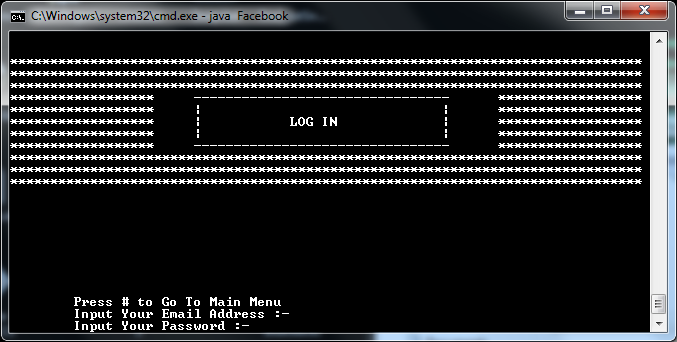 C:\Windows\system32\cmd.exe - java  Facebook
LOG IN
Press # to Go To Main Menu
Input Your Email Address :-
Input Your Password :-